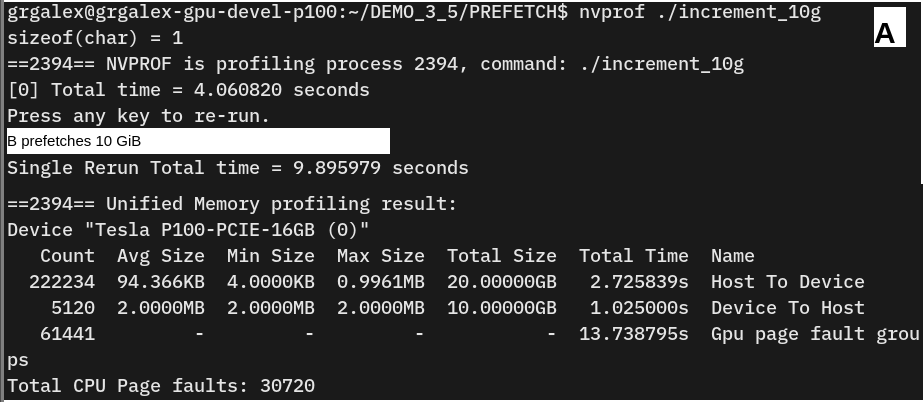 grgalex@grgalex-gpu-devel-p100:~/DEMO_3_5/PREFETCH$ nvprof ./increment_10g
A
sizeof(char) = 1
==2394== NVPROF is profiling process 2394, command: ./increment_10g
[0] Total time = 4.060820 seconds
Press any key to re-run.
B prefetches 10 GiB
Single Rerun Total time = 9.895979 seconds
==2394== Unified Memory profiling result:
Device "Tesla P100-PCIE-16GB (0)"
Count Avg Size Min Size Max Size Total Size Total Time Name
222234 94.366KB 4.0000KB 0.9961MB 20.00000GB 2.725839s Host To Device
5120 2.0000MB 2.0000MB 2.0000MB 10.00000GB 1.025000s Device To Host
61441 - - - - 13.738795s Gpu page fault grou
ps
Total CPU Page faults: 30720